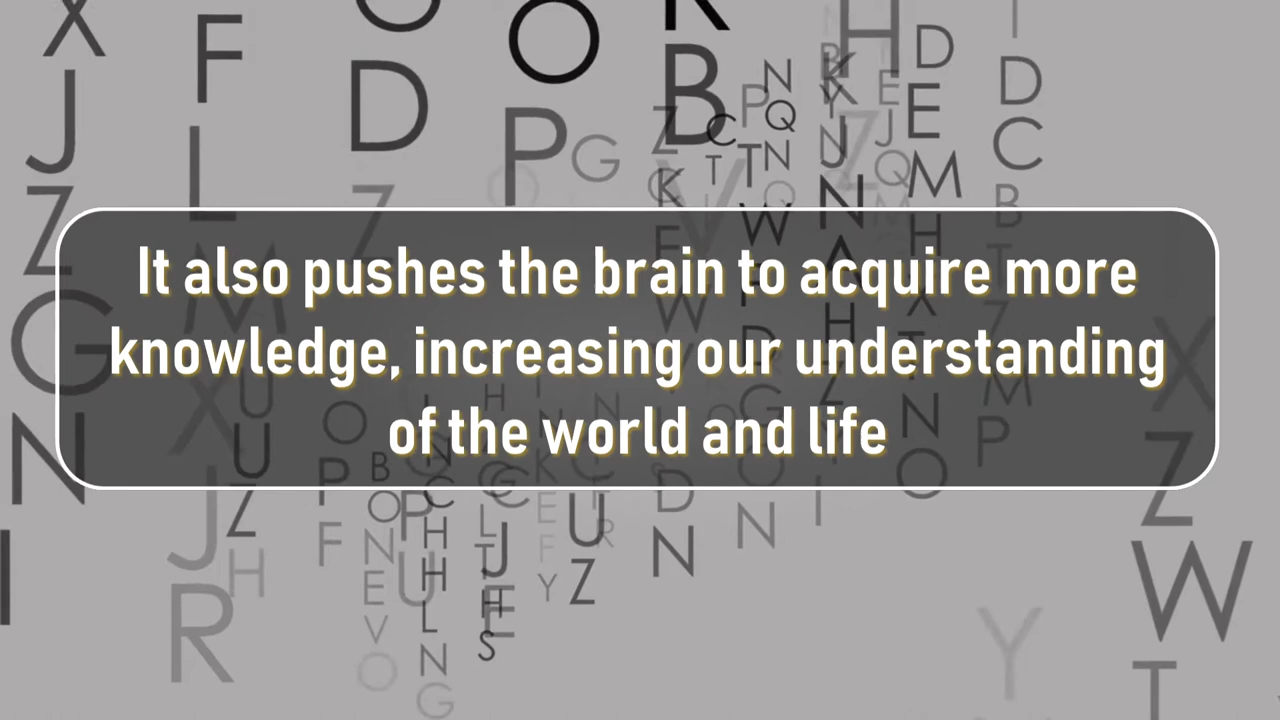 It also pushes the brain to acquire more
knowledge, increasing our understanding
of the world and life